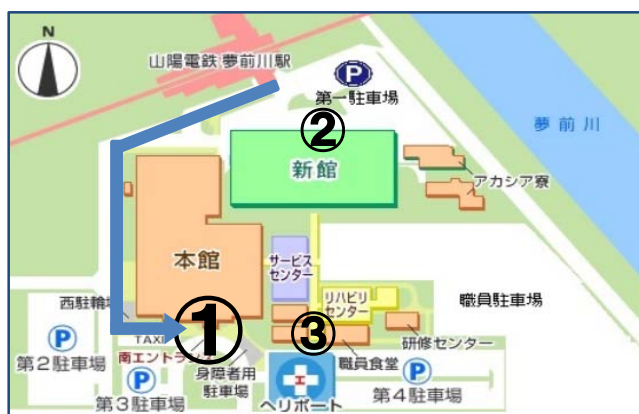 N
山陽電鉄 夢前川駅
P
第一駐車場
②
新館
夢前川
アカシア寮
本館
サービス
センター
リハビリ
センター
職員駐車場
西駐輪場
①
TAXI
南エントランス
身障者用
駐車場
③
職員食堂
研修センター
P
第2駐車場
P
第3駐車場
ヘリポート
P
第4駐車場